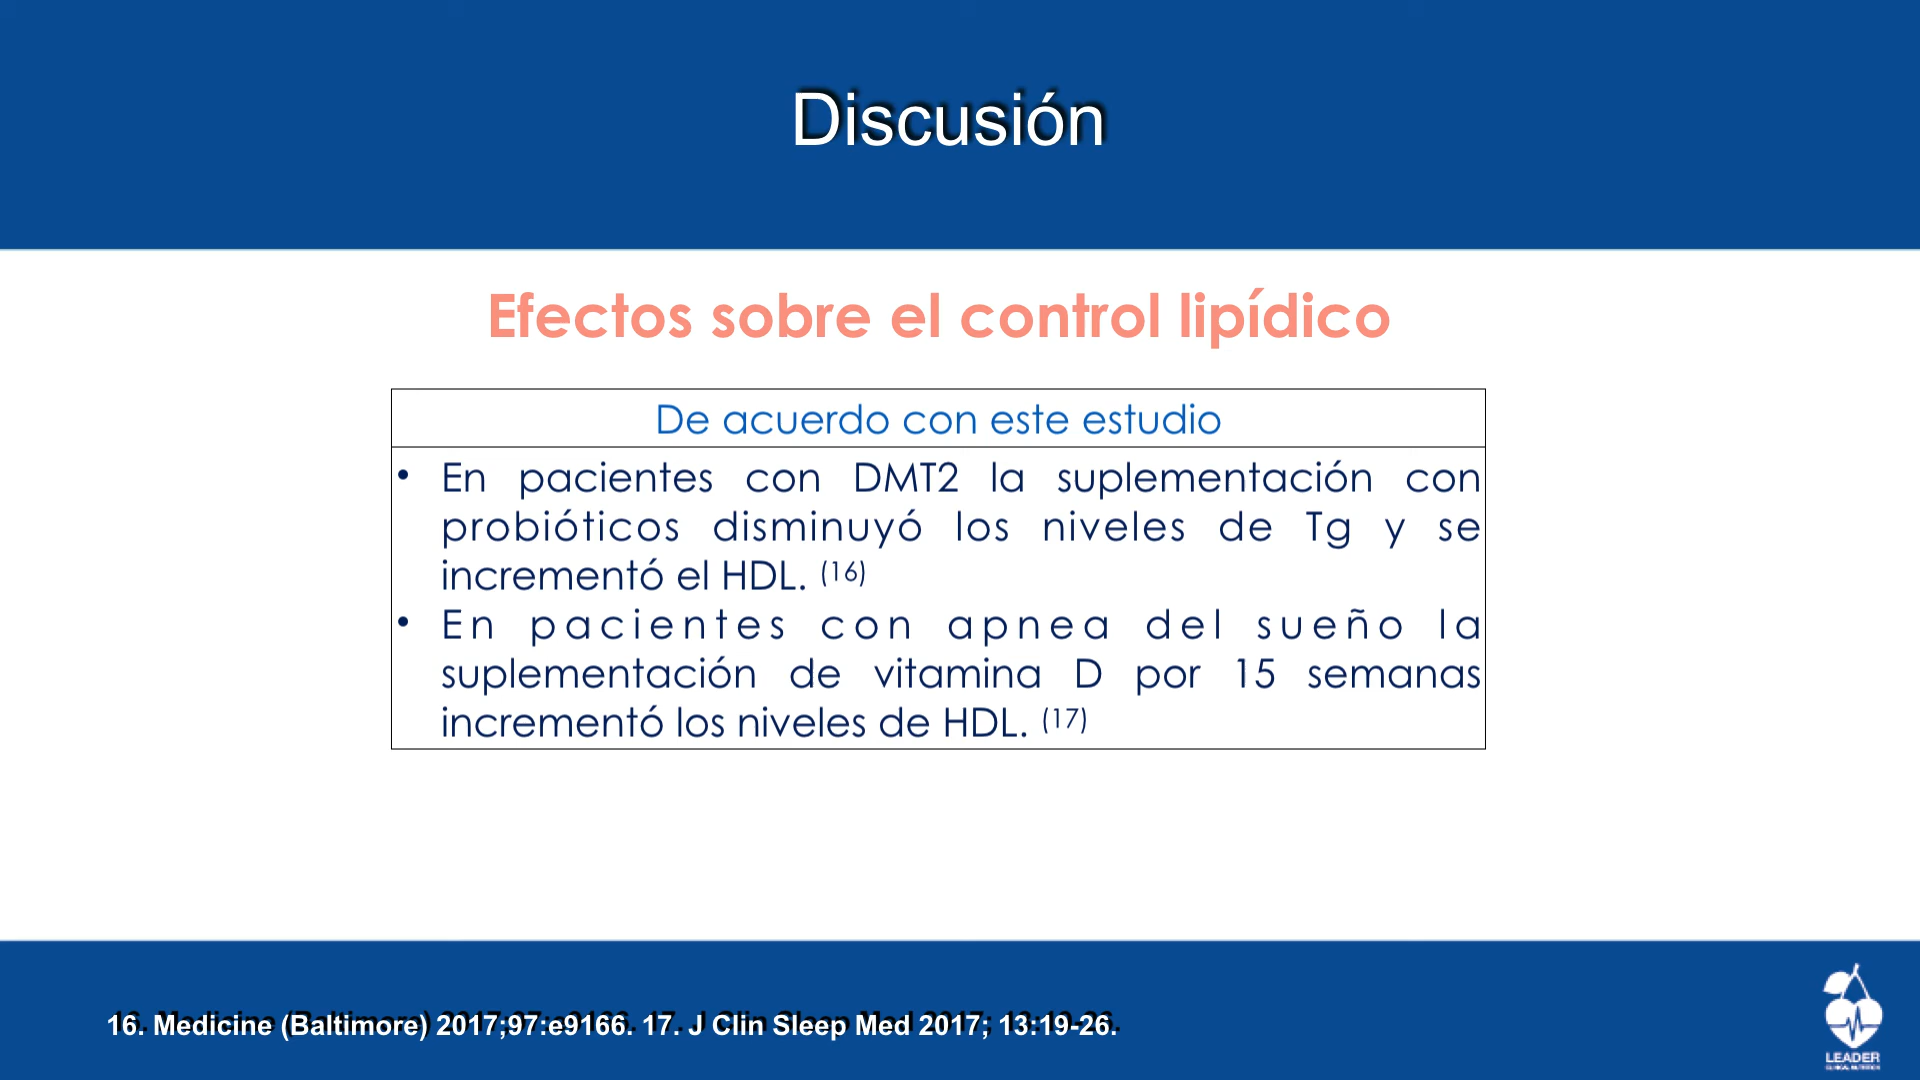 Discusión
Efectos sobre el control lipídico
De acuerdo con este estudio
• En pacientes con DMT2 la suplementación con
probióticos disminuyó los niveles de Tg y se
incrementó el HDL. (16)
• En pacientes con apnea del sueño la
suplementación de vitamina D por 15 semanas
incrementó los niveles de HDL. (17)
16. Medicine (Baltimore) 2017;97:e9166. 17. J Clin Sleep Med 2017; 13:19-26.
LEADER
CLINICAL NUTRITION